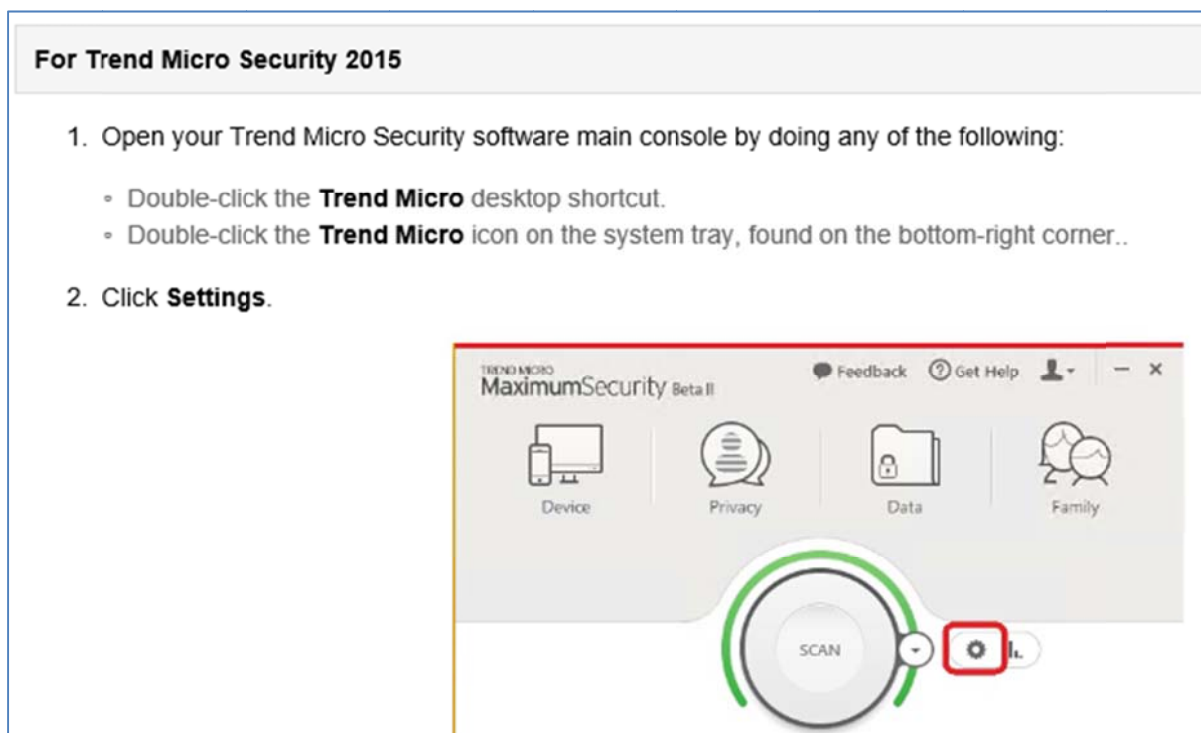 For Trend Micro Security 2015
1. Open your Trend Micro Security software main console by doing any of the following:
◦ Double-click the Trend Micro desktop shortcut.
◦ Double-click the Trend Micro icon on the system tray, found on the bottom-right corner..
2. Click Settings.
TREND MICRO
MaximumSecurity Beta II
Feedback
Get Help
Device
Privacy
Data
Family
SCAN